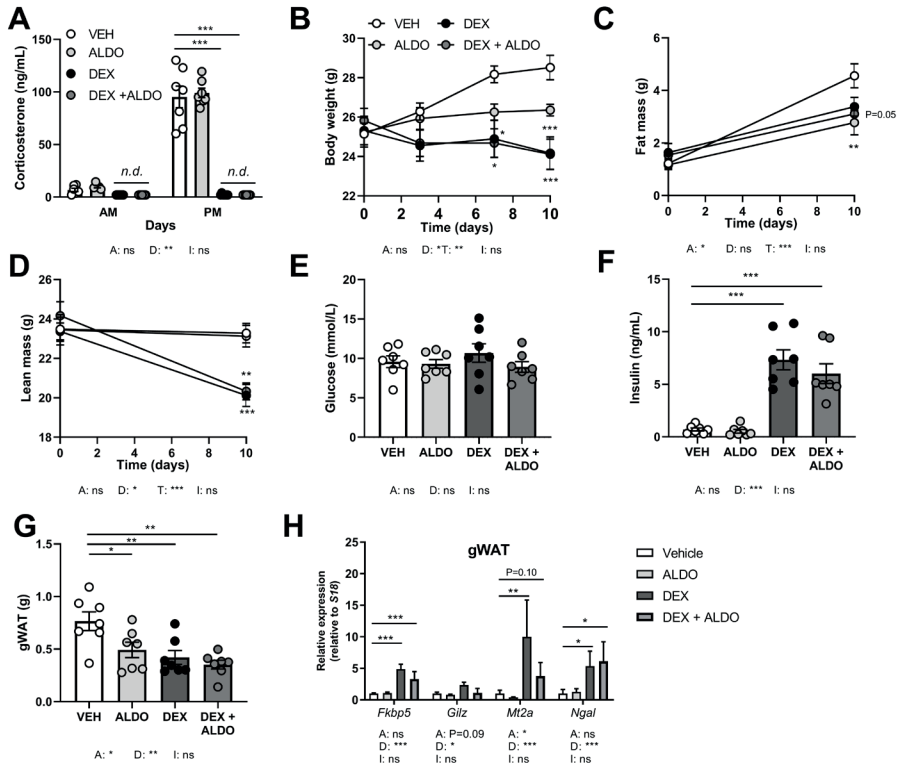 A
VEH
ALDO
DEX
DEX +ALDO
***
***
Corticosterone (ng/mL)
150
100
50
0
n.d.
n.d.
AM
PM
Days
A: ns D: ** I: ns
B
VEH
DEX
ALDO
DEX + ALDO
Body weight (g)
28
26
24
22
*
*
***
***
0 2 4 6 8 10
Time (days)
A: ns D: *T: ** I: ns
C
Fat mass (g)
6
4
2
0
P=0.05
**
0 2 4 6 8 10
Time (days)
A: * D: ns T: *** I: ns
D
Lean mass (g)
26
24
22
20
18
**
***
0 2 4 6 8 10
Time (days)
A: ns D: * T: *** I: ns
E
Glucose (mmol/L)
20
15
10
5
0
VEH ALDO DEX DEX +
ALDO
A: ns D: ns I: ns
F
Insulin (ng/mL)
15
10
5
0
***
***
VEH ALDO DEX DEX +
ALDO
A: ns D: *** I: ns
G
gWAT (g)
1.5
1.0
0.5
0.0
**
**
*
VEH ALDO DEX DEX +
ALDO
A: * D: ** I: ns
H
gWAT
Relative expression
(relative to S18)
25
20
15
10
5
0
***
***
P=0.10
**
*
*
Fkbp5 Gilz Mt2a Ngal
A: ns A: P=0.09 A: * A: ns
D: *** D: * D: *** D: ***
I: ns I: ns I: ns I: ns
Vehicle
ALDO
DEX
DEX + ALDO